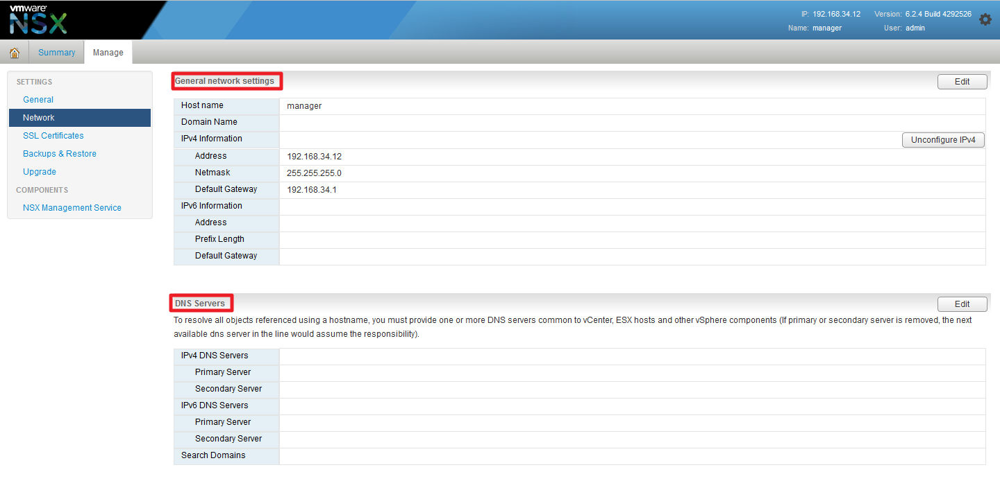 vmware
NSX
IP: 192.168.34.12 Version: 6.2.4 Build 4292526
Name: manager User: admin
Summary Manage
SETTINGS
General
Network
SSL Certificates
Backups & Restore
Upgrade
COMPONENTS
NSX Management Service
General network settings Edit
Host name manager
Domain Name
IPv4 Information Unconfigure IPv4
Address 192.168.34.12
Netmask 255.255.255.0
Default Gateway 192.168.34.1
IPv6 Information
Address
Prefix Length
Default Gateway
DNS Servers Edit
To resolve all objects referenced using a hostname, you must provide one or more DNS servers common to vCenter, ESX hosts and other vSphere components (If primary or secondary server is removed, the next
available dns server in the line would assume the responsibility).
IPv4 DNS Servers
Primary Server
Secondary Server
IPv6 DNS Servers
Primary Server
Secondary Server
Search Domains